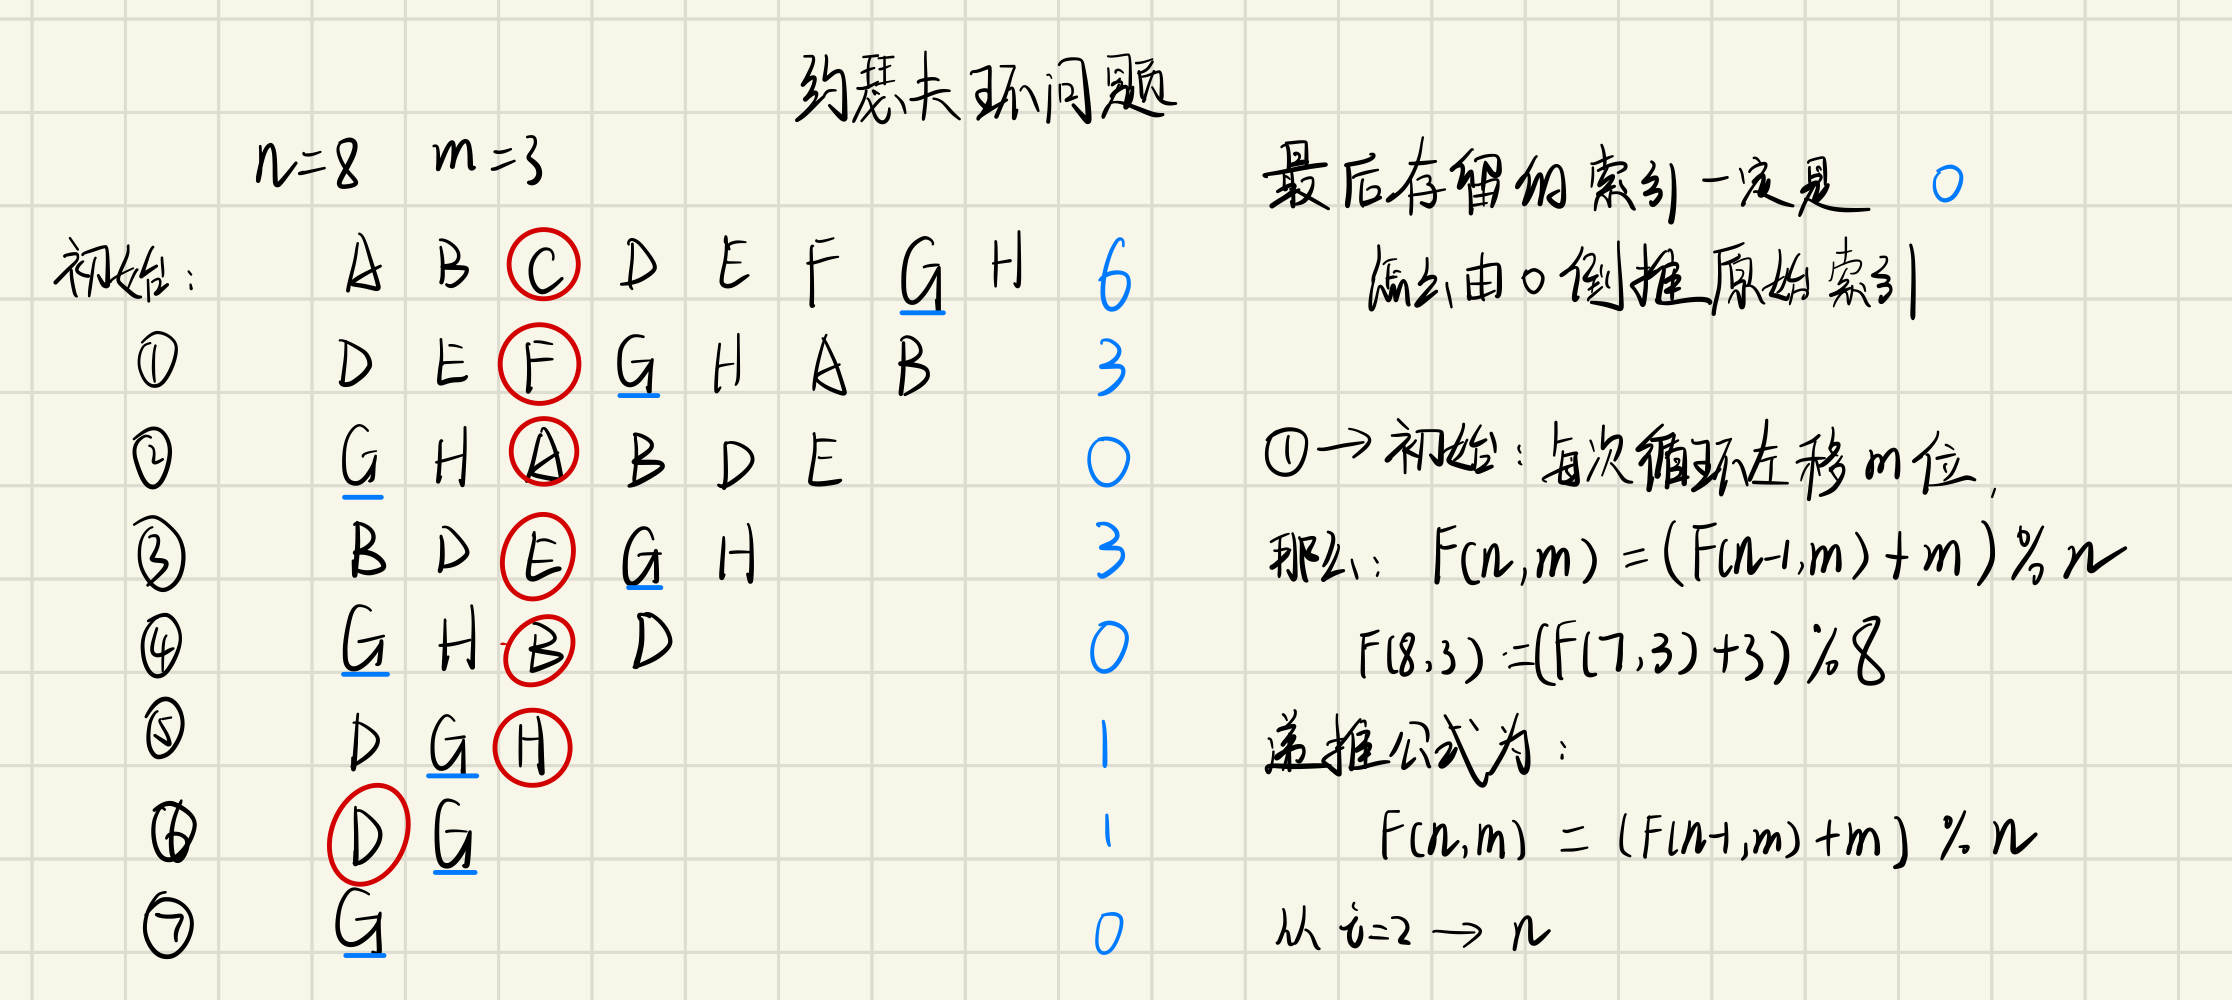 约瑟夫环问题
n=8 m=3
初始: A B C D E F G H 6
① D E F G H A B 3
② G H A B D E 0
③ B D E G H 3
④ G H B D 0
⑤ D G H 1
⑥ D G 1
⑦ G 0
最后存留的索引一定是 0
由0倒推原始索引
①→初始:每次循环左移m位,
那么: F(n,m) = (F(n-1,m)+m)%n
F(8,3) =(F(7,3)+3)%8
递推公式为:
F(n,m) = (F(n-1,m)+m) % n
从 i=2 → n